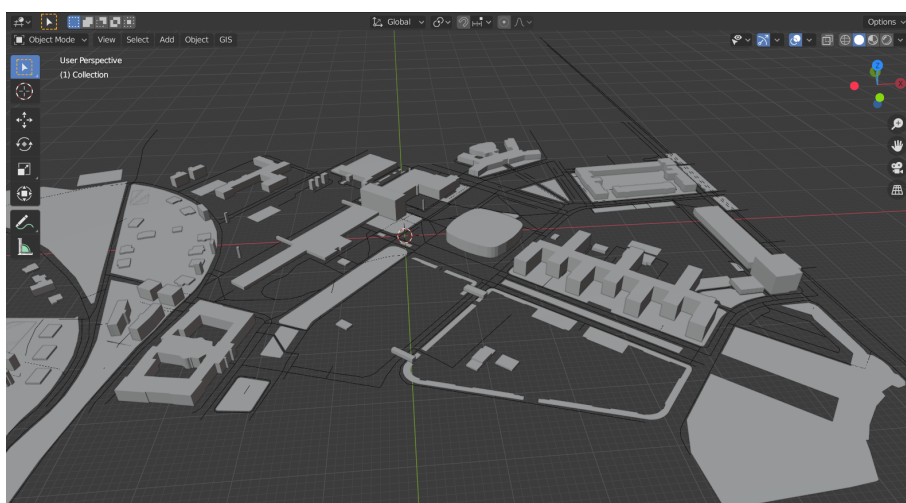 Global
Options
Object Mode View Select Add Object GIS
User Perspective
(1) Collection
Z
X